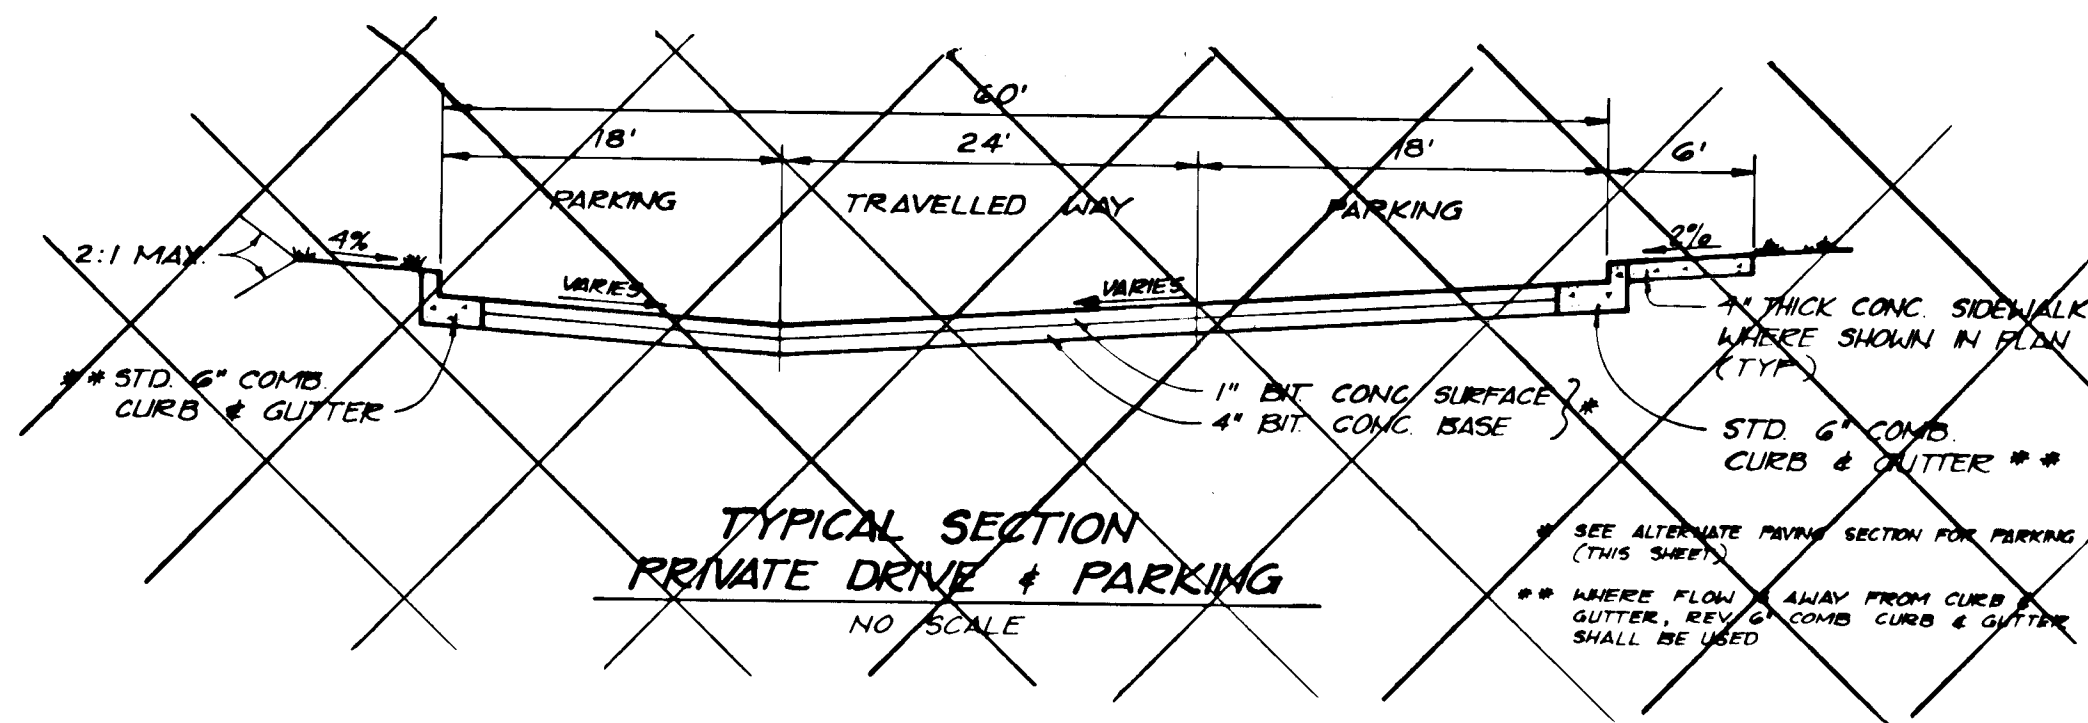 60'
18'
24'
18'
6'
PARKING
TRAVELLED WAY
PARKING
2:1 MAX.
4%
2%
VARIES
VARIES
4" THICK CONC. SIDEWALK
WHERE SHOWN IN PLAN
(TYP.)
** STD. 6" COMB.
CURB & GUTTER
1" BIT. CONC. SURFACE
4" BIT. CONC. BASE
*
STD. 6" COMB.
CURB & GUTTER **
TYPICAL SECTION
PRIVATE DRIVE & PARKING
NO SCALE
* SEE ALTERNATE PAVING SECTION FOR PARKING
(THIS SHEET)
** WHERE FLOW IS AWAY FROM CURB &
GUTTER, REV. 6" COMB CURB & GUTTER
SHALL BE USED